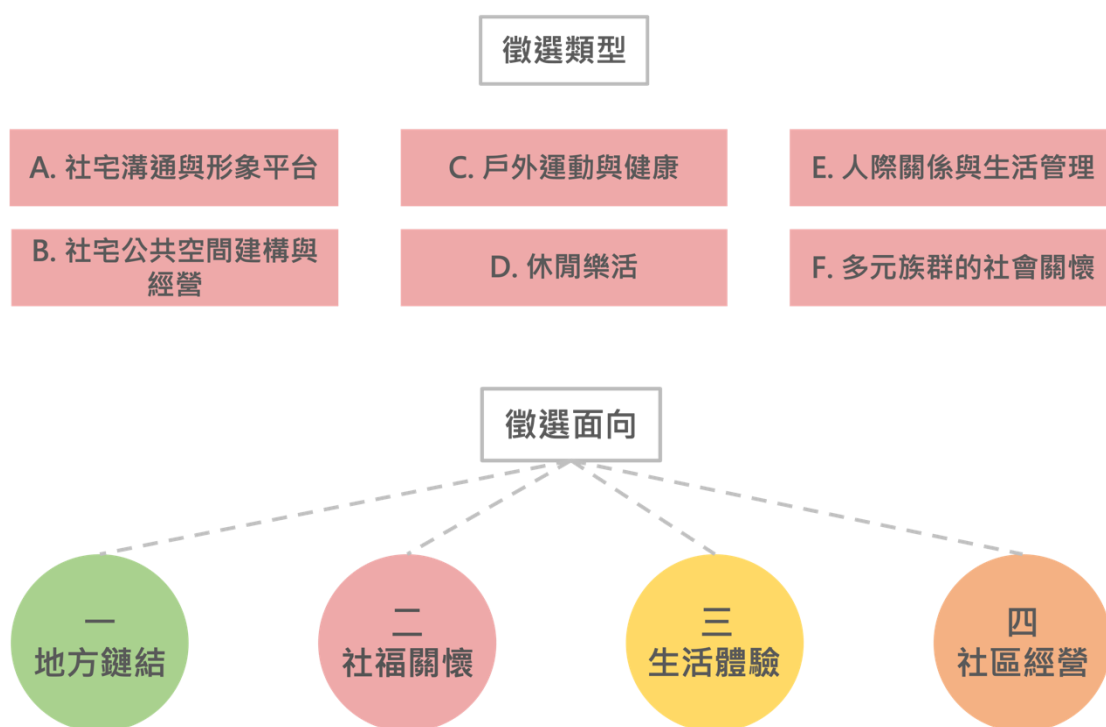 徵選類型
A. 社宅溝通與形象平台
C. 戶外運動與健康
E. 人際關係與生活管理
B. 社宅公共空間建構與
經營
D. 休閒樂活
F. 多元族群的社會關懷
徵選面向
一
地方鏈結
二
社福關懷
三
生活體驗
四
社區經營